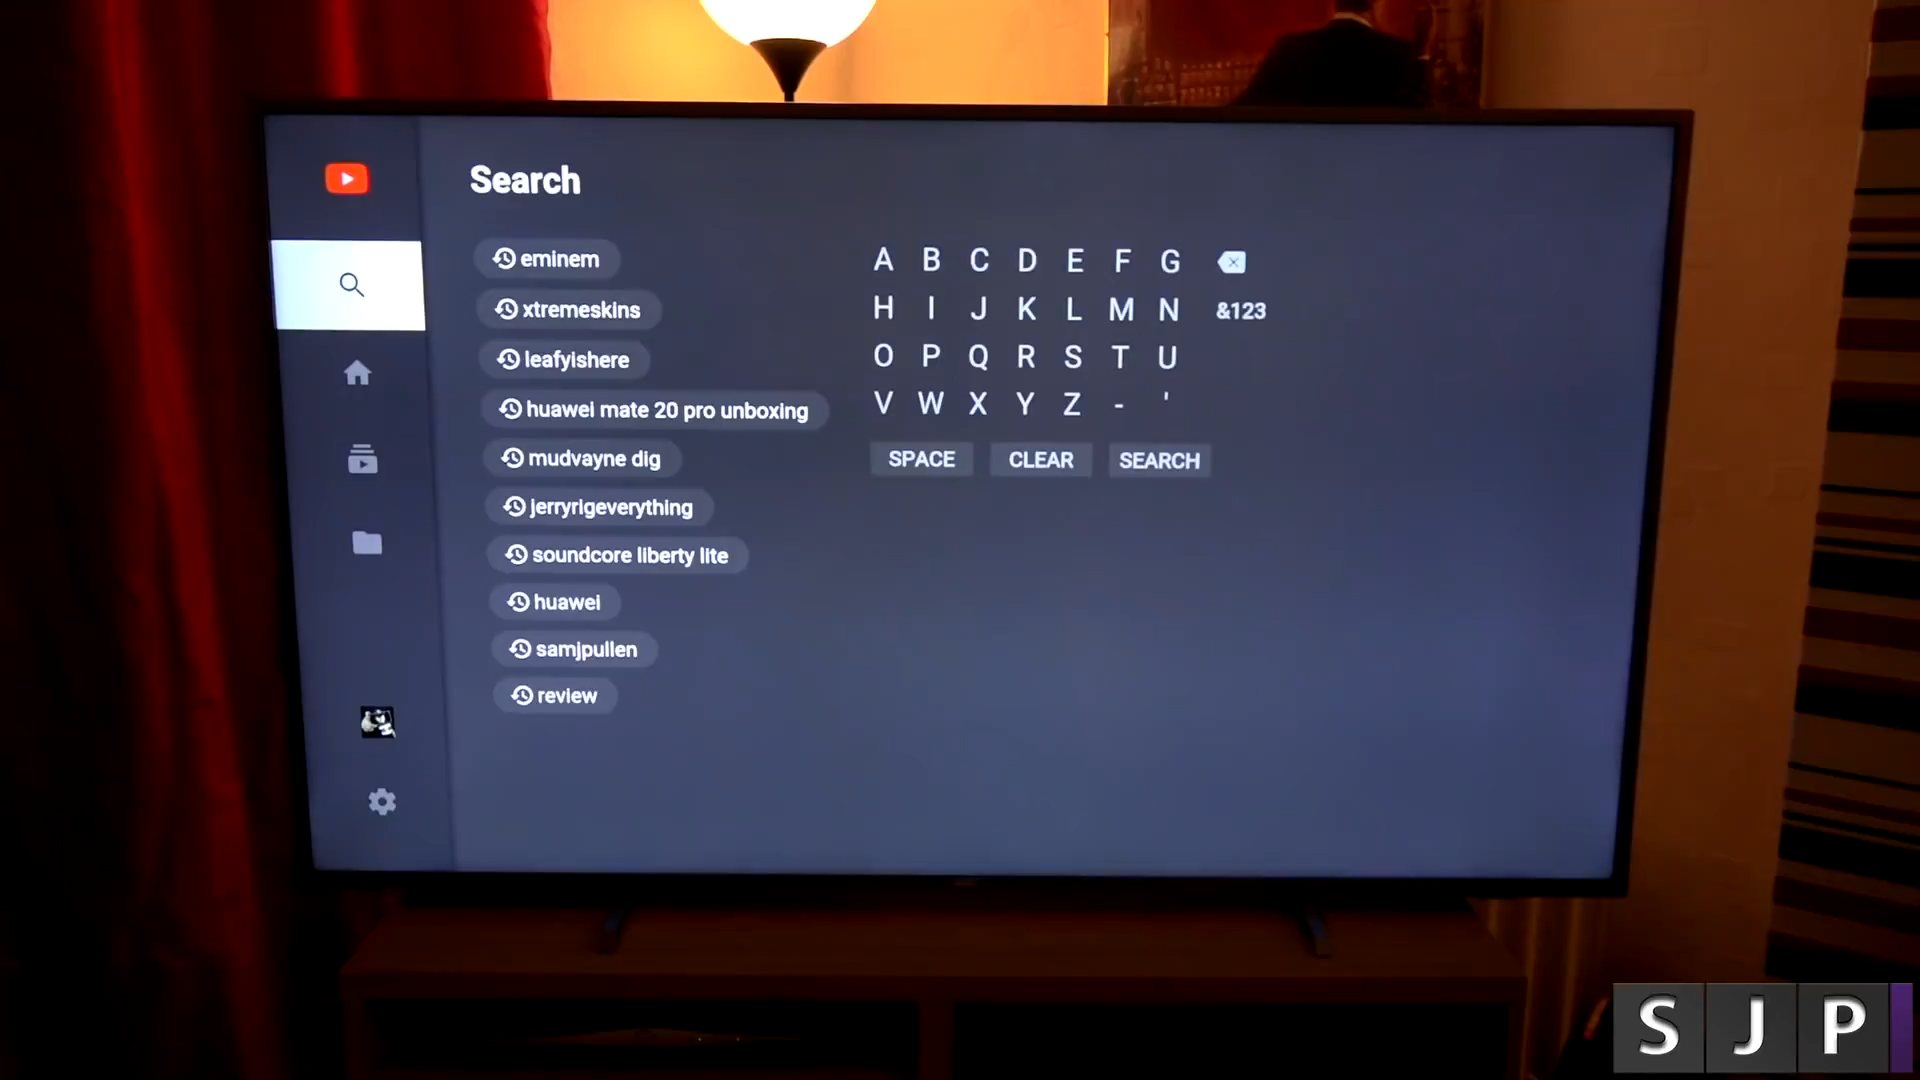 Search
eminem
xtremeskins
leafyishere
huawei mate 20 pro unboxing
mudvayne dig
jerryrigeverything
soundcore liberty lite
huawei
samjpullen
review
A B C D E F G
H I J K L M N &123
O P Q R S T U
V W X Y Z - '
SPACE CLEAR SEARCH
SJP